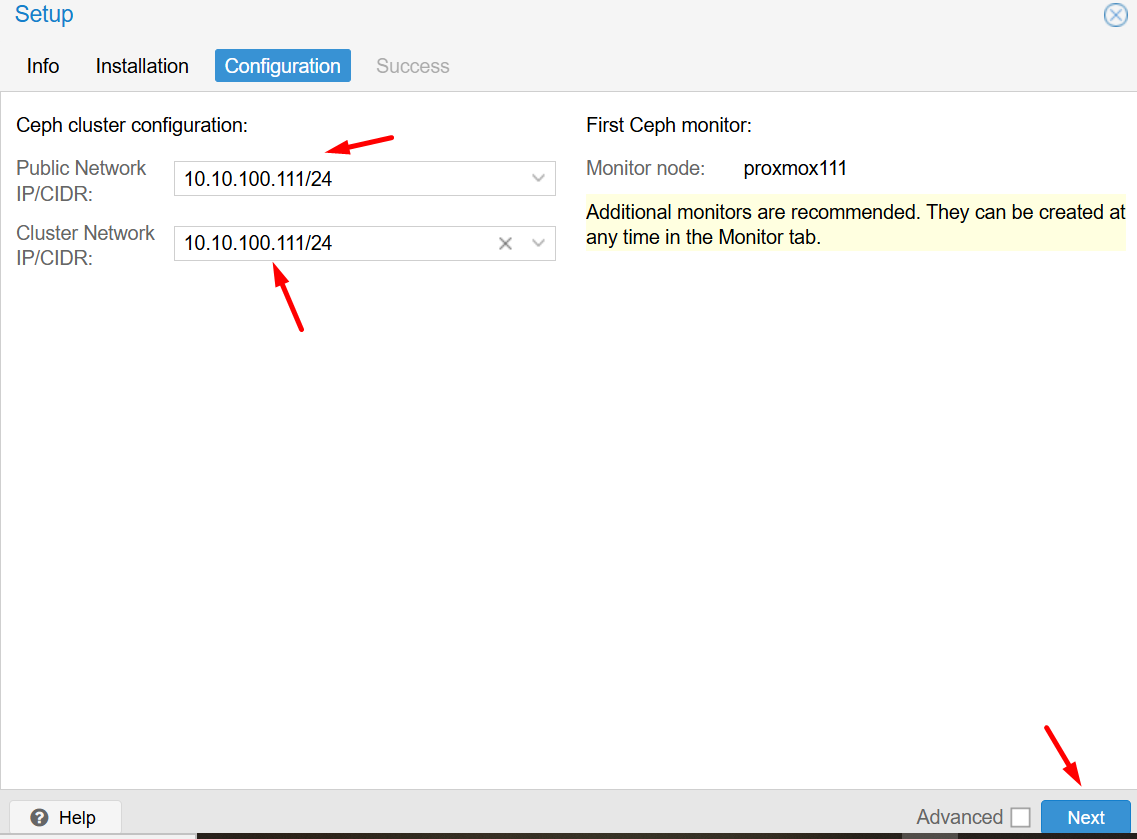 Setup
Info Installation Configuration Success
Ceph cluster configuration:
Public Network
IP/CIDR:
10.10.100.111/24
Cluster Network
IP/CIDR:
10.10.100.111/24
First Ceph monitor:
Monitor node: proxmox111
Additional monitors are recommended. They can be created at
any time in the Monitor tab.
Help
Advanced
Next